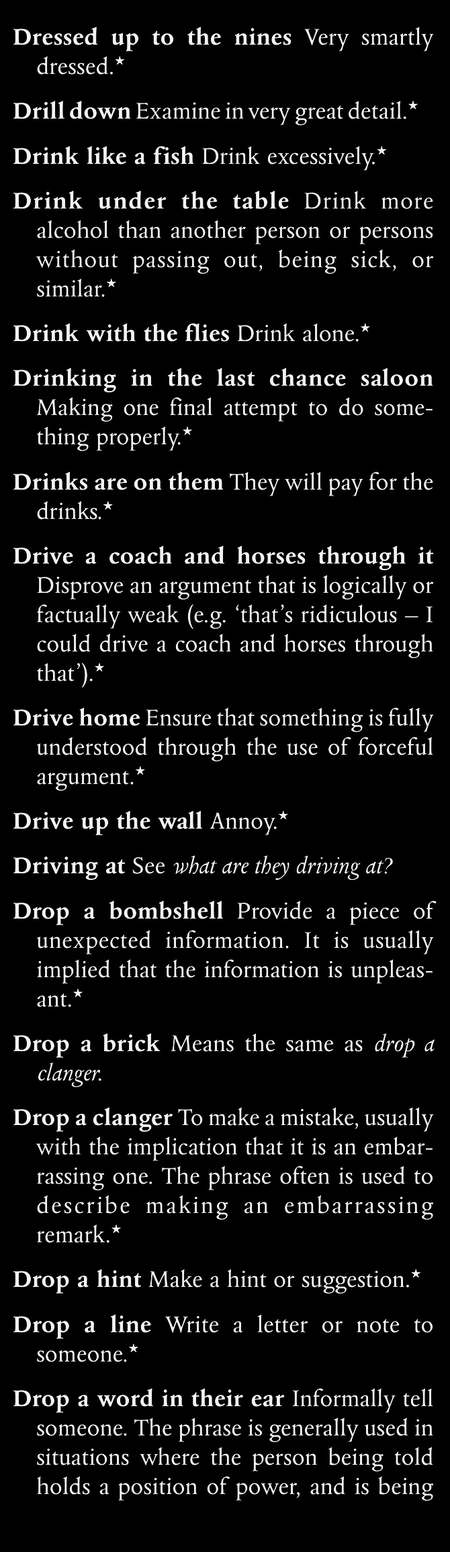 Dressed up to the nines Very smartly
dressed.★
Drill down Examine in very great detail.★
Drink like a fish Drink excessively.★
Drink under the table Drink more
alcohol than another person or persons
without passing out, being sick, or
similar.★
Drink with the flies Drink alone.★
Drinking in the last chance saloon
Making one final attempt to do some-
thing properly.★
Drinks are on them They will pay for the
drinks.★
Drive a coach and horses through it
Disprove an argument that is logically or
factually weak (e.g. ‘that’s ridiculous – I
could drive a coach and horses through
that’).★
Drive home Ensure that something is fully
understood through the use of forceful
argument.★
Drive up the wall Annoy.★
Driving at See what are they driving at?
Drop a bombshell Provide a piece of
unexpected information. It is usually
implied that the information is unpleas-
ant.★
Drop a brick Means the same as drop a
clanger.
Drop a clanger To make a mistake, usually
with the implication that it is an embar-
rassing one. The phrase often is used to
describe making an embarrassing
remark.★
Drop a hint Make a hint or suggestion.★
Drop a line Write a letter or note to
someone.★
Drop a word in their ear Informally tell
someone. The phrase is generally used in
situations where the person being told
holds a position of power, and is being